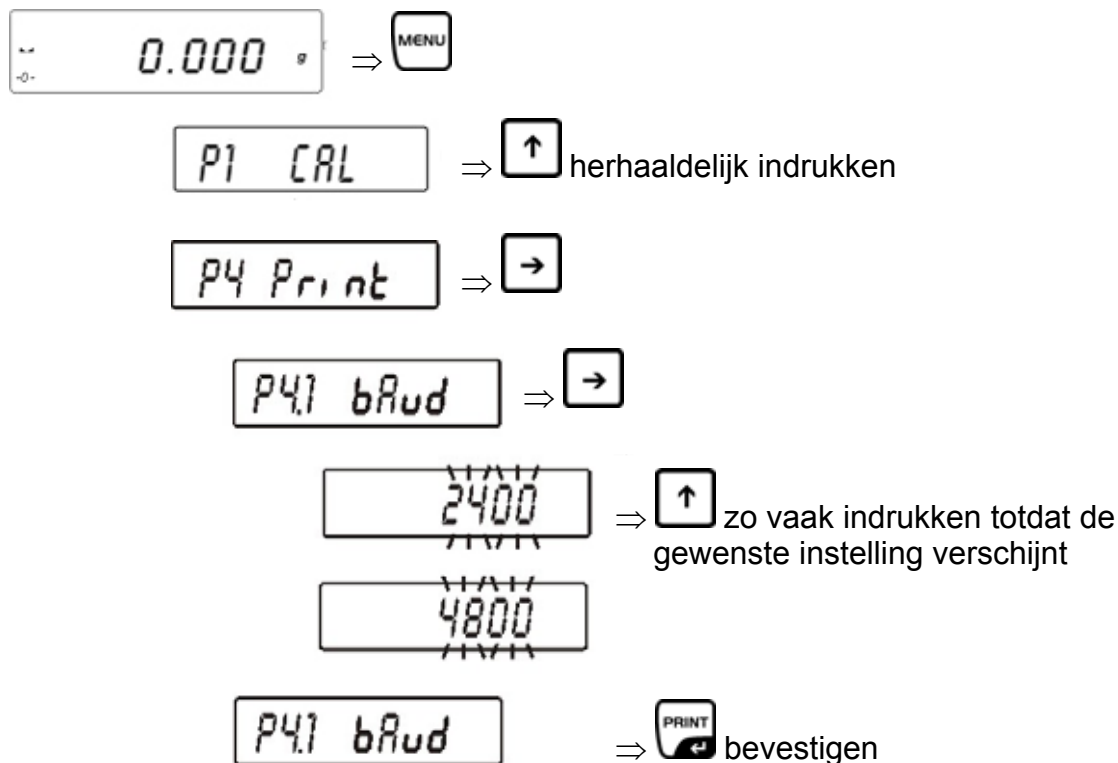 -0- 0.000 g ⇒ MENU
P1 CAL ⇒ ↑ herhaaldelijk indrukken
P4 Print ⇒ →
P4.1 bAud ⇒ →
2400 ⇒ ↑ zo vaak indrukken totdat de
gewenste instelling verschijnt
4800
P4.1 bAud ⇒ PRINT ↵ bevestigen